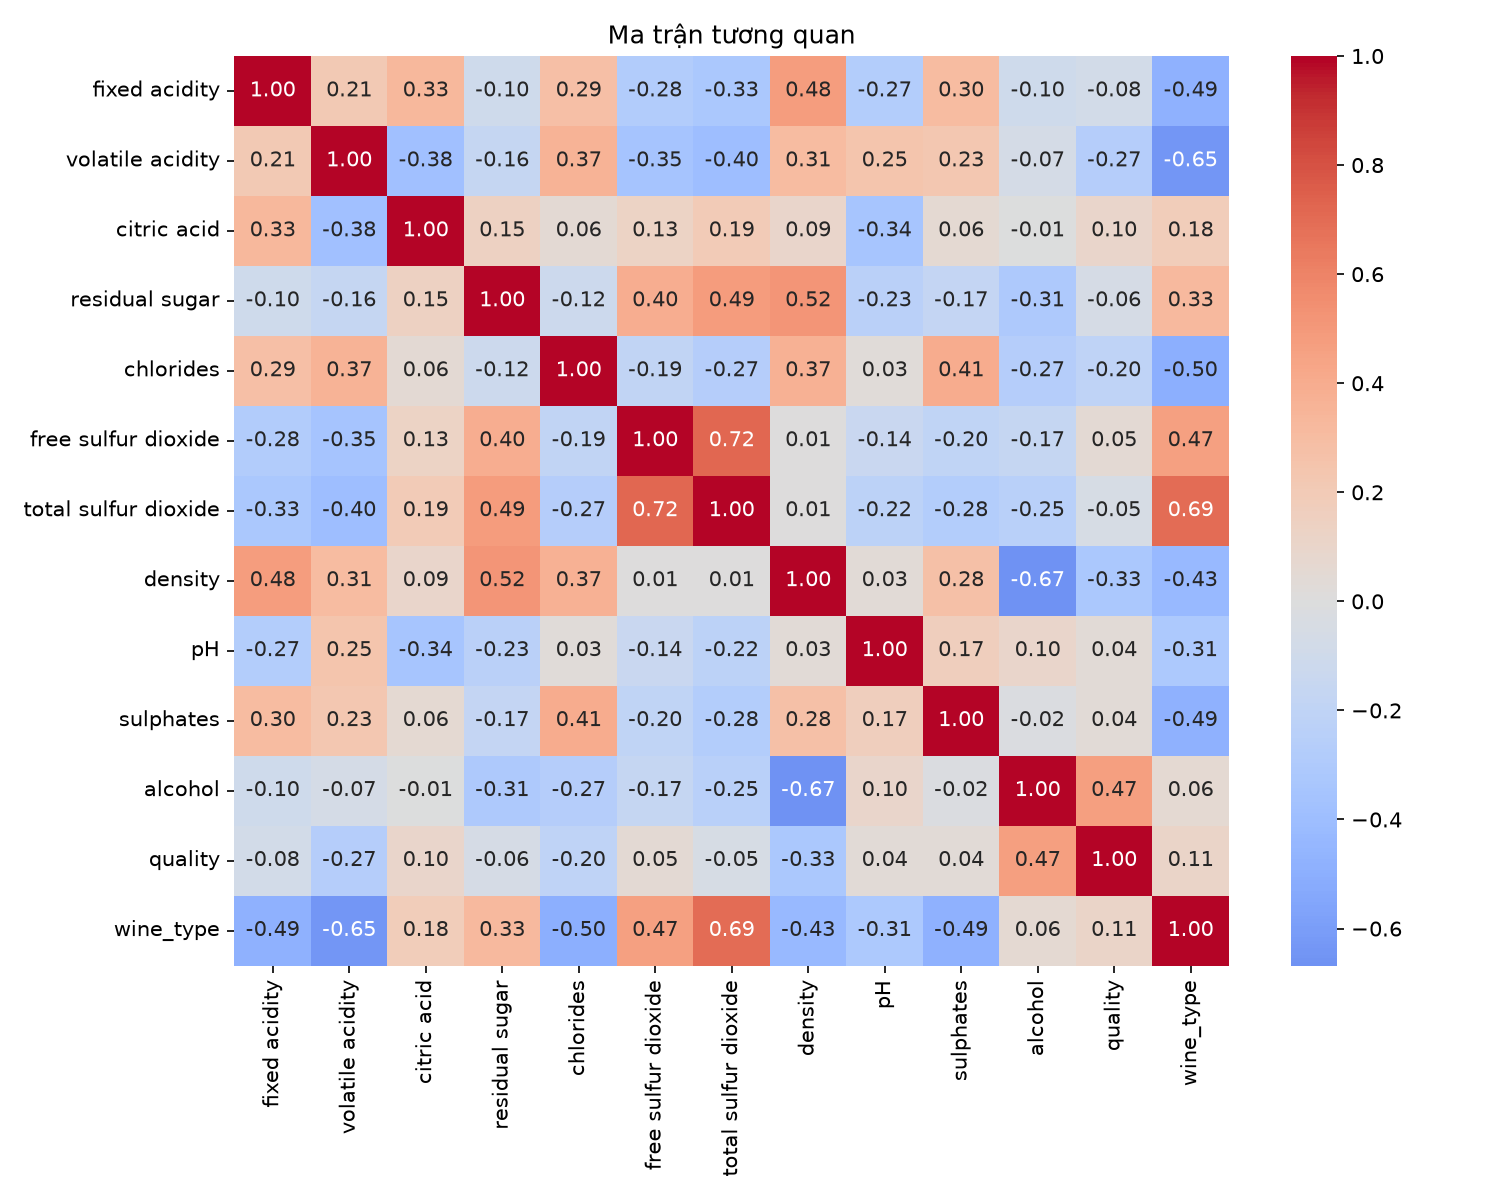 Ma trận tương quan
fixed acidity 1.00 0.21 0.33 -0.10 0.29 -0.28 -0.33 0.48 -0.27 0.30 -0.10 -0.08 -0.49
volatile acidity 0.21 1.00 -0.38 -0.16 0.37 -0.35 -0.40 0.31 0.25 0.23 -0.07 -0.27 -0.65
citric acid 0.33 -0.38 1.00 0.15 0.06 0.13 0.19 0.09 -0.34 0.06 -0.01 0.10 0.18
residual sugar -0.10 -0.16 0.15 1.00 -0.12 0.40 0.49 0.52 -0.23 -0.17 -0.31 -0.06 0.33
chlorides 0.29 0.37 0.06 -0.12 1.00 -0.19 -0.27 0.37 0.03 0.41 -0.27 -0.20 -0.50
free sulfur dioxide -0.28 -0.35 0.13 0.40 -0.19 1.00 0.72 0.01 -0.14 -0.20 -0.17 0.05 0.47
total sulfur dioxide -0.33 -0.40 0.19 0.49 -0.27 0.72 1.00 0.01 -0.22 -0.28 -0.25 -0.05 0.69
density 0.48 0.31 0.09 0.52 0.37 0.01 0.01 1.00 0.03 0.28 -0.67 -0.33 -0.43
pH -0.27 0.25 -0.34 -0.23 0.03 -0.14 -0.22 0.03 1.00 0.17 0.10 0.04 -0.31
sulphates 0.30 0.23 0.06 -0.17 0.41 -0.20 -0.28 0.28 0.17 1.00 -0.02 0.04 -0.49
alcohol -0.10 -0.07 -0.01 -0.31 -0.27 -0.17 -0.25 -0.67 0.10 -0.02 1.00 0.47 0.06
quality -0.08 -0.27 0.10 -0.06 -0.20 0.05 -0.05 -0.33 0.04 0.04 0.47 1.00 0.11
wine_type -0.49 -0.65 0.18 0.33 -0.50 0.47 0.69 -0.43 -0.31 -0.49 0.06 0.11 1.00
fixed acidity
volatile acidity
citric acid
residual sugar
chlorides
free sulfur dioxide
total sulfur dioxide
density
pH
sulphates
alcohol
quality
wine_type
1.0
0.8
0.6
0.4
0.2
0.0
−0.2
−0.4
−0.6